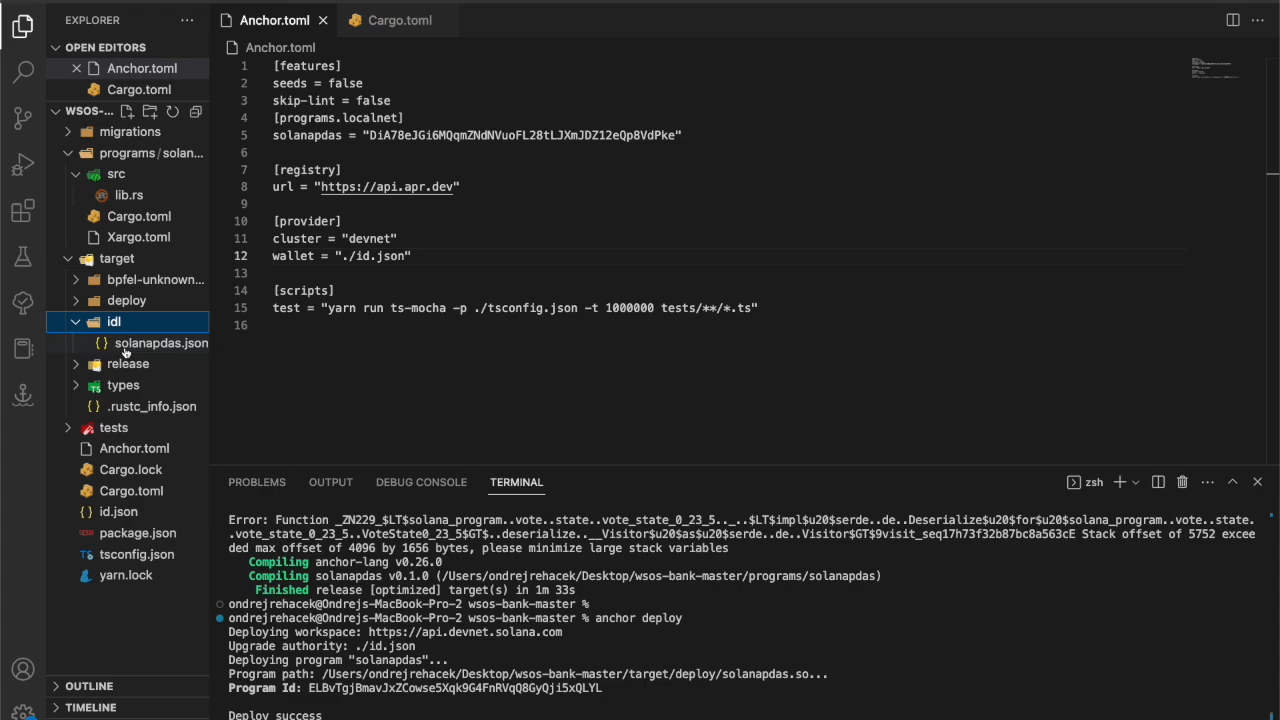 EXPLORER
OPEN EDITORS
Anchor.toml
Cargo.toml
WSOS-...
migrations
programs/solan...
src
lib.rs
Cargo.toml
Xargo.toml
target
bpfel-unknown...
deploy
idl
solanapdas.json
release
types
.rustc_info.json
tests
Anchor.toml
Cargo.lock
Cargo.toml
id.json
package.json
tsconfig.json
yarn.lock
OUTLINE
TIMELINE
Anchor.toml
Cargo.toml
Anchor.toml
1 [features]
2 seeds = false
3 skip-lint = false
4 [programs.localnet]
5 solanapdas = "DiA78eJGi6MQqmZNdNVuoFL28tLJXmJDZ12eQp8VdPke"
6
7 [registry]
8 url = "https://api.apr.dev"
9
10 [provider]
11 cluster = "devnet"
12 wallet = "./id.json"
13
14 [scripts]
15 test = "yarn run ts-mocha -p ./tsconfig.json -t 1000000 tests/**/*.ts"
16
PROBLEMS OUTPUT DEBUG CONSOLE TERMINAL
zsh
Error: Function _ZN229_$LT$solana_program..vote..state..vote_state_0_23_5.._..$LT$impl$u20$serde..de..Deserialize$u20$for$u20$solana_program..vote..state.
.vote_state_0_23_5..VoteState0_23_5$GT$..deserialize..__Visitor$u20$as$u20$serde..de..Visitor$GT$9visit_seq17h73f32b87bc8a563cE Stack offset of 5752 excee
ded max offset of 4096 by 1656 bytes, please minimize large stack variables
Compiling anchor-lang v0.26.0
Compiling solanapdas v0.1.0 (/Users/ondrejrehacek/Desktop/wsos-bank-master/programs/solanapdas)
Finished release [optimized] target(s) in 1m 33s
ondrejrehacek@Ondrejs-MacBook-Pro-2 wsos-bank-master %
ondrejrehacek@Ondrejs-MacBook-Pro-2 wsos-bank-master % anchor deploy
Deploying workspace: https://api.devnet.solana.com
Upgrade authority: ./id.json
Deploying program "solanapdas"...
Program path: /Users/ondrejrehacek/Desktop/wsos-bank-master/target/deploy/solanapdas.so...
Program Id: ELBvTgjBmavJxZCowse5Xqk9G4FnRVqQ8GyQji5xQLYL
Deploy success